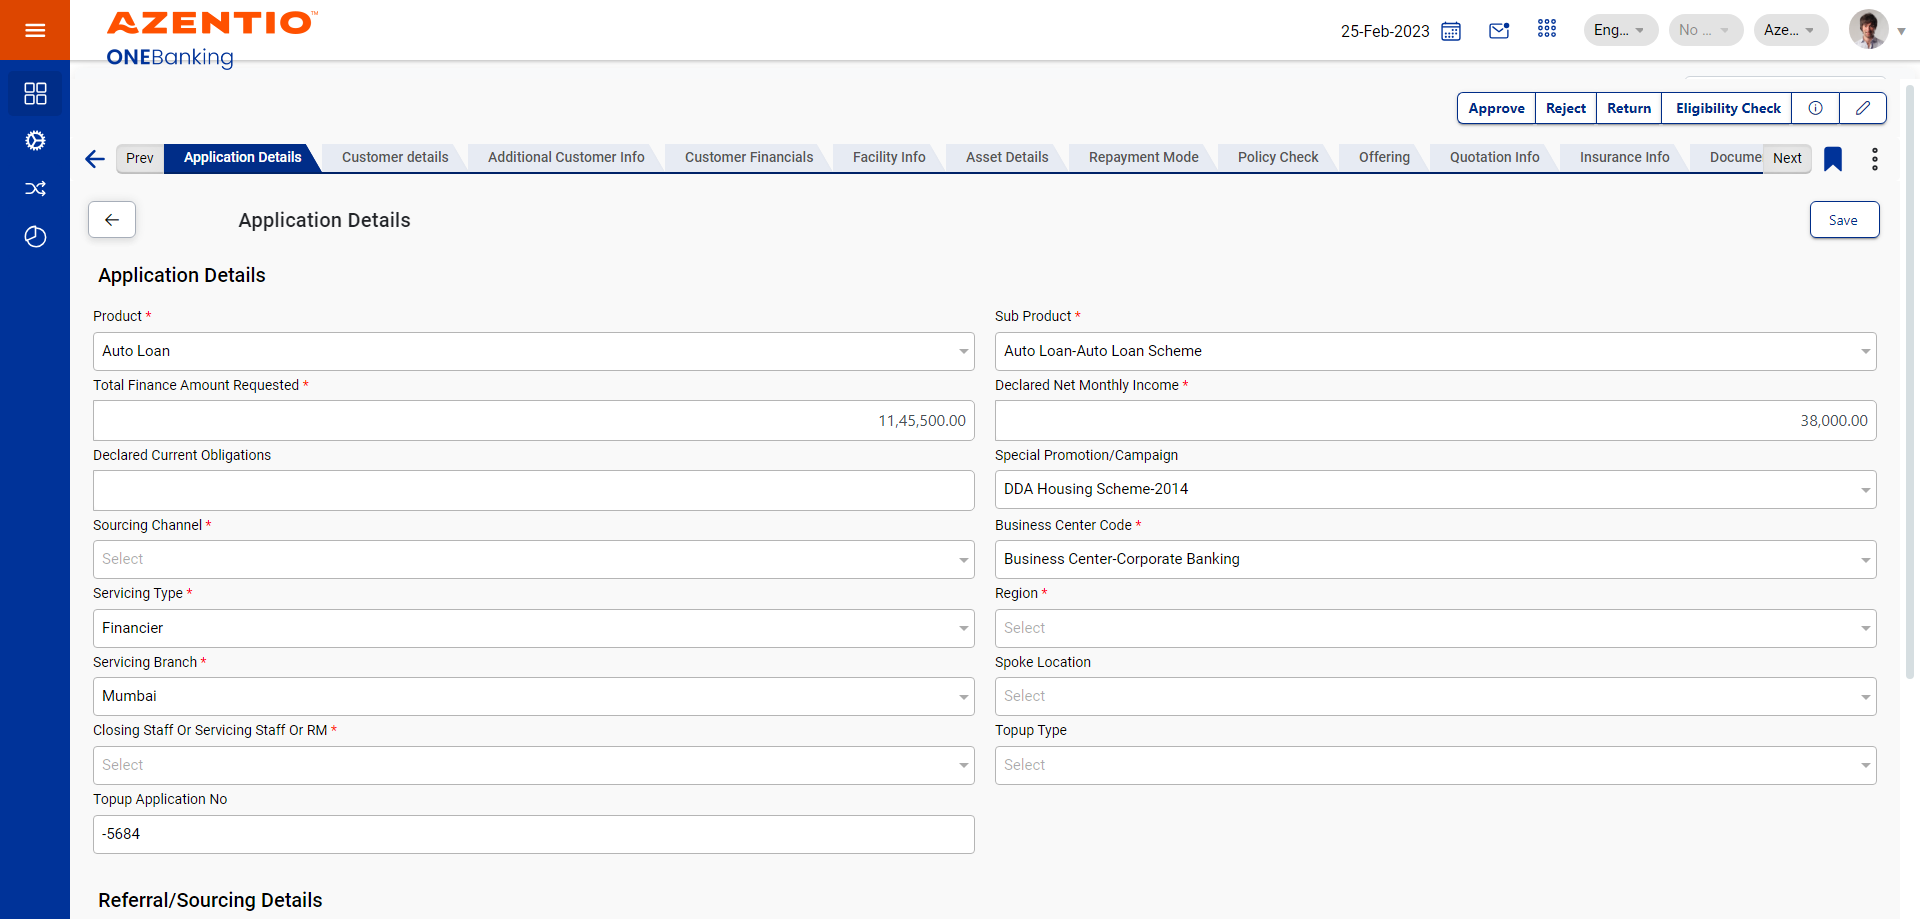 AZENTIO™
ONEBanking
25-Feb-2023
Eng...
No ...
Aze...
Approve
Reject
Return
Eligibility Check
Prev
Application Details
Customer details
Additional Customer Info
Customer Financials
Facility Info
Asset Details
Repayment Mode
Policy Check
Offering
Quotation Info
Insurance Info
Docume
Next
Application Details
Save
Application Details
Product *
Sub Product *
Auto Loan
Auto Loan-Auto Loan Scheme
Total Finance Amount Requested *
Declared Net Monthly Income *
11,45,500.00
38,000.00
Declared Current Obligations
Special Promotion/Campaign
DDA Housing Scheme-2014
Sourcing Channel *
Business Center Code *
Select
Business Center-Corporate Banking
Servicing Type *
Region *
Financier
Select
Servicing Branch *
Spoke Location
Mumbai
Select
Closing Staff Or Servicing Staff Or RM *
Topup Type
Select
Select
Topup Application No
-5684
Referral/Sourcing Details